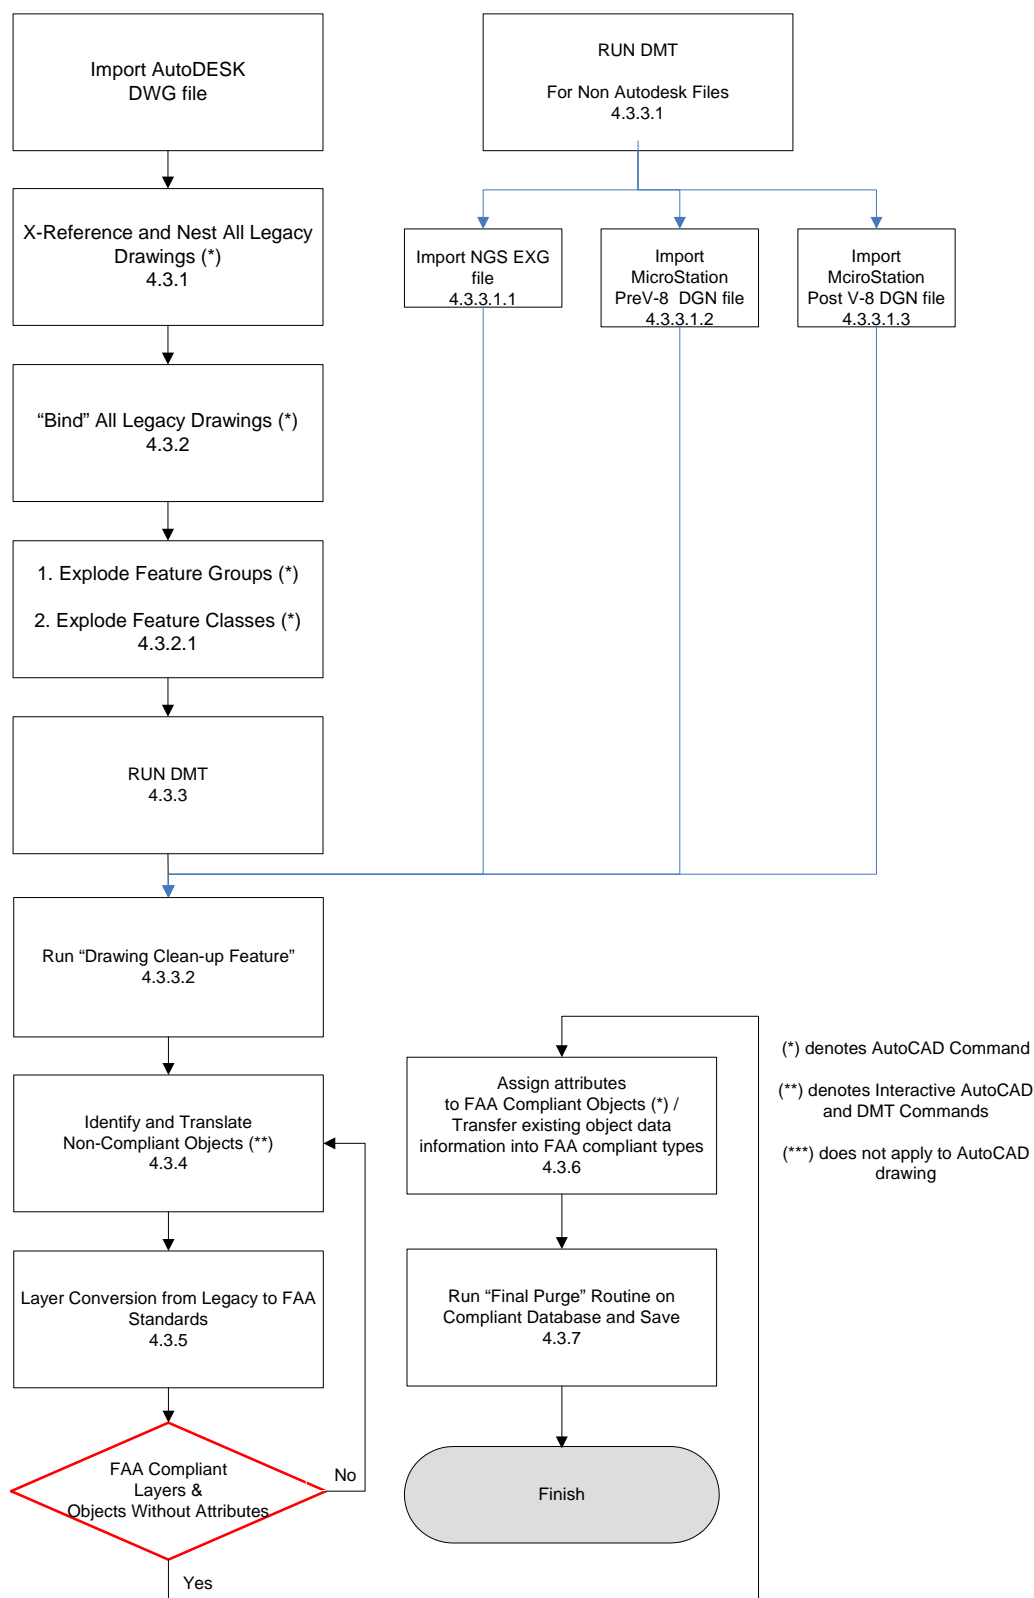 Import AutoDESK
DWG file
X-Reference and Nest All Legacy
Drawings (*)
4.3.1
“Bind” All Legacy Drawings (*)
4.3.2
1. Explode Feature Groups (*)
2. Explode Feature Classes (*)
4.3.2.1
RUN DMT
4.3.3
RUN DMT
For Non Autodesk Files
4.3.3.1
Import NGS EXG
file
4.3.3.1.1
Import
MicroStation
PreV-8 DGN file
4.3.3.1.2
Import
MciroStation
Post V-8 DGN file
4.3.3.1.3
Run “Drawing Clean-up Feature”
4.3.3.2
Identify and Translate
Non-Compliant Objects (**)
4.3.4
Layer Conversion from Legacy to FAA
Standards
4.3.5
FAA Compliant
Layers &
Objects Without Attributes
No
Yes
Assign attributes
to FAA Compliant Objects (*) /
Transfer existing object data
information into FAA compliant types
4.3.6
Run “Final Purge” Routine on
Compliant Database and Save
4.3.7
Finish
(*) denotes AutoCAD Command
(**) denotes Interactive AutoCAD
and DMT Commands
(***) does not apply to AutoCAD
drawing